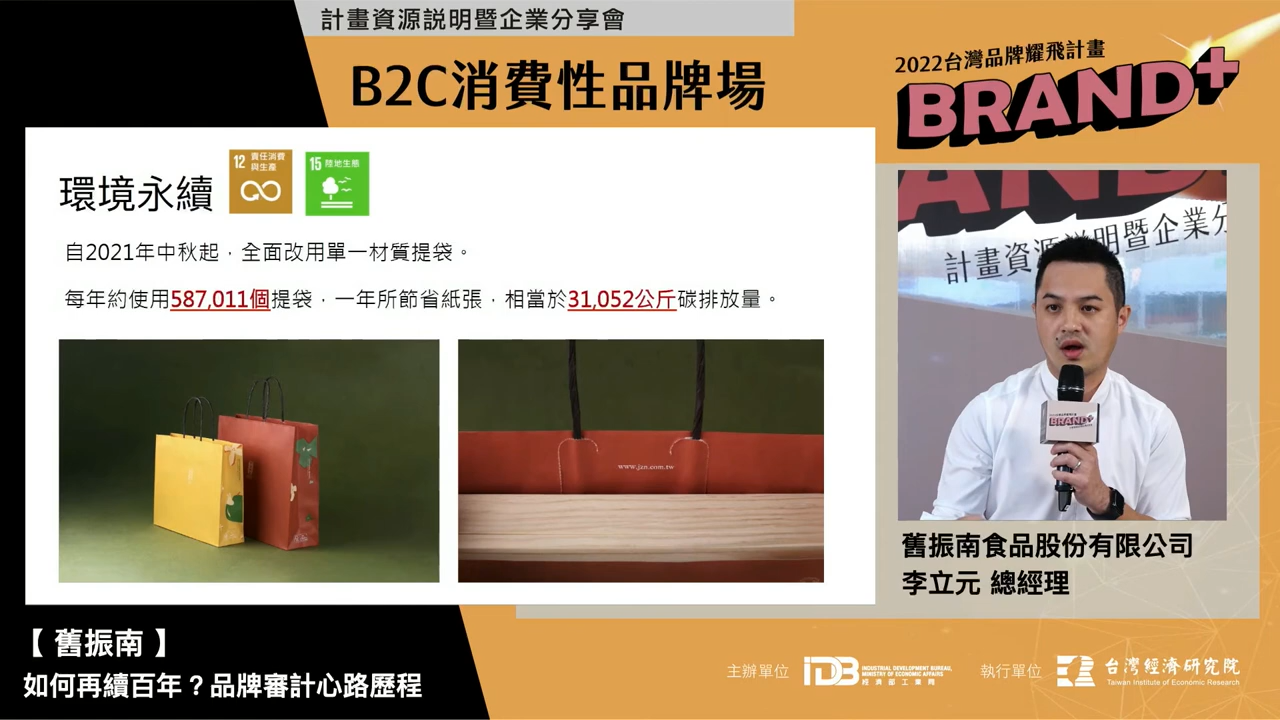 計畫資源説明暨企業分享會
B2C消費性品牌場
2022台灣品牌耀飛計畫
BRAND+
環境永續
12 責任消費
與生產
15 陸地生態
自2021年中秋起，全面改用單一材質提袋。
每年約使用587,011個提袋，一年所節省紙張，相當於31,052公斤碳排放量。
www.jzn.com.tw
AND
計畫資源説明暨企業分
BRAND+
舊振南食品股份有限公司
李立元 總經理
【 舊振南 】
如何再續百年？品牌審計心路歷程
主辦單位
IDB
INDUSTRIAL DEVELOPMENT BUREAU,
MINISTRY OF ECONOMIC AFFAIRS
經濟部工業局
執行單位
台灣經濟研究院
Taiwan Institute of Economic Research